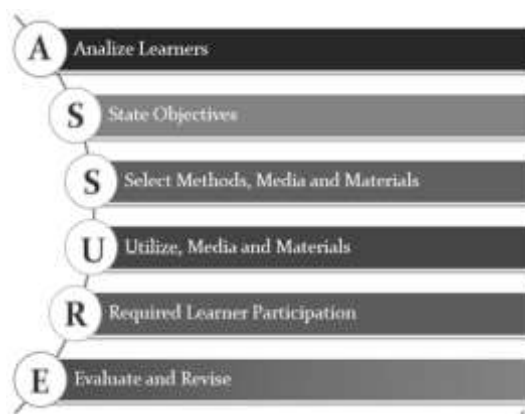 A Analize Learners
S State Objectives
S Select Methods, Media and Materials
U Utilize, Media and Materials
R Required Learner Participation
E Evaluate and Revise